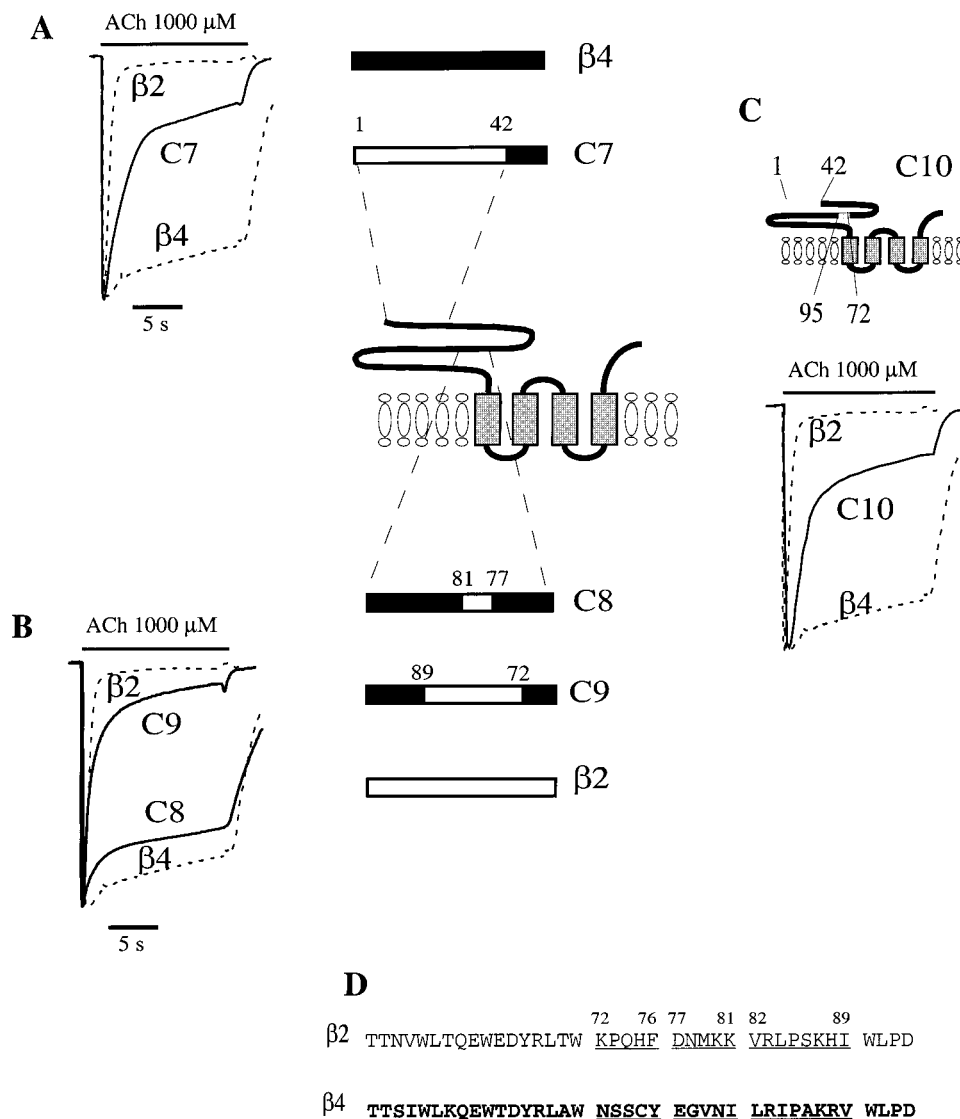 A
ACh 1000 μM
β2
C7
β4
5 s
β4
1 42
C7
81 77
C8
89 72
C9
β2
B
ACh 1000 μM
β2
C9
C8
β4
5 s
C
C10
1 42
95 72
ACh 1000 μM
β2
C10
β4
D
72 76 77 81 82 89
β2 TTNVWLTQEWEDYRLTW KPQHF DNMKK VRLPSKHI WLPD
β4 TTSIWLKQEWTDYRLAW NSSCY EGVNI LRIPAKRV WLPD